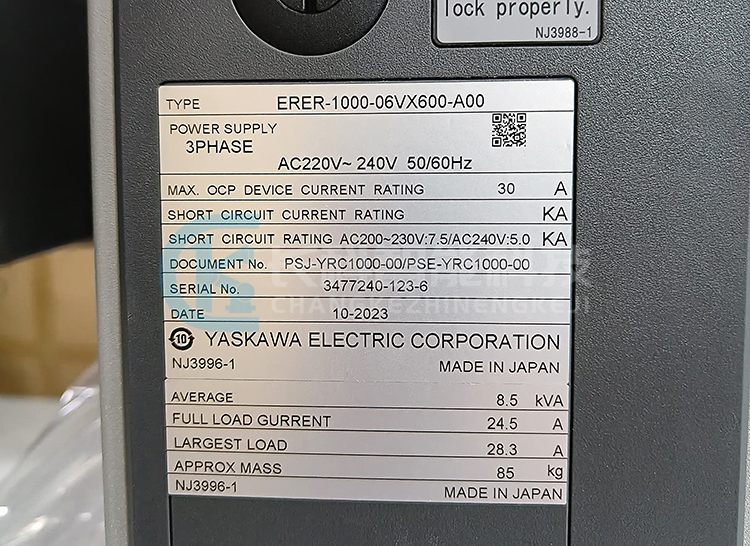 lock properly.
NJ3988-1
TYPE ERER-1000-06VX600-A00
POWER SUPPLY
3PHASE
AC220V~ 240V 50/60Hz
MAX. OCP DEVICE CURRENT RATING 30 A
SHORT CIRCUIT CURRENT RATING KA
SHORT CIRCUIT RATING AC200~230V:7.5/AC240V:5.0 KA
DOCUMENT No. PSJ-YRC1000-00/PSE-YRC1000-00
SERIAL No. 3477240-123-6
CHANGKEZHINENGKEJI
DATE 10-2023
10 YASKAWA ELECTRIC CORPORATION
NJ3996-1 MADE IN JAPAN
AVERAGE 8.5 kVA
FULL LOAD GURRENT 24.5 A
LARGEST LOAD 28.3 A
APPROX MASS 85 kg
NJ3996-1 MADE IN JAPAN